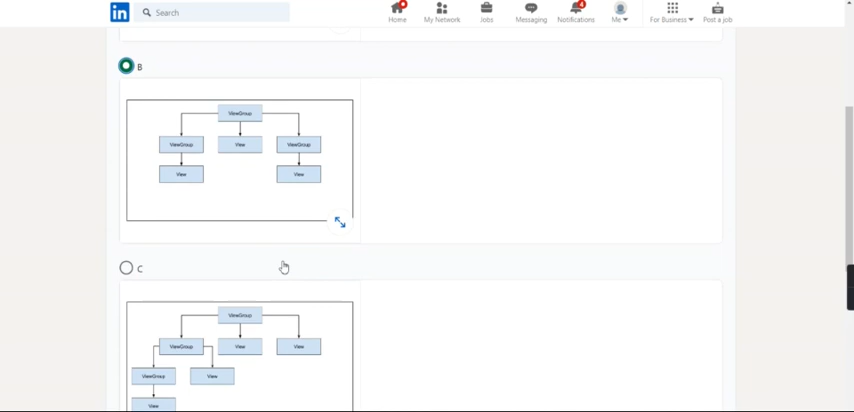 in
Search
4
Home
My Network
Jobs
Messaging
Notifications
Me
For Business
Post a job
B
ViewGroup
ViewGroup
View
ViewGroup
View
View
C
ViewGroup
ViewGroup
View
View
ViewGroup
View
View